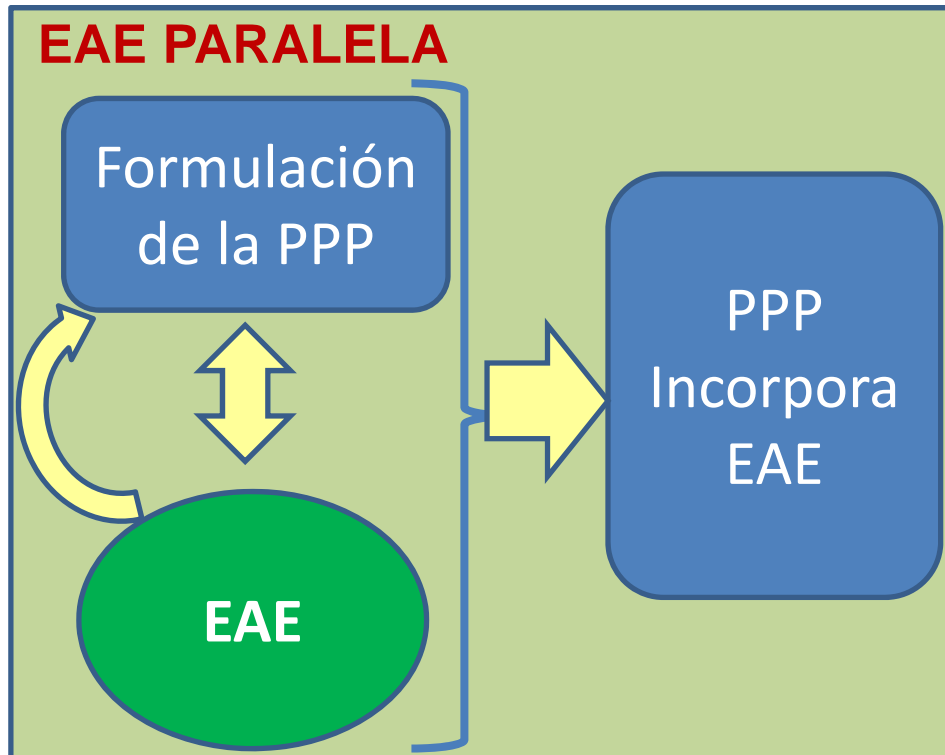 EAE PARALELA
Formulación
de la PPP
EAE
PPP
Incorpora
EAE